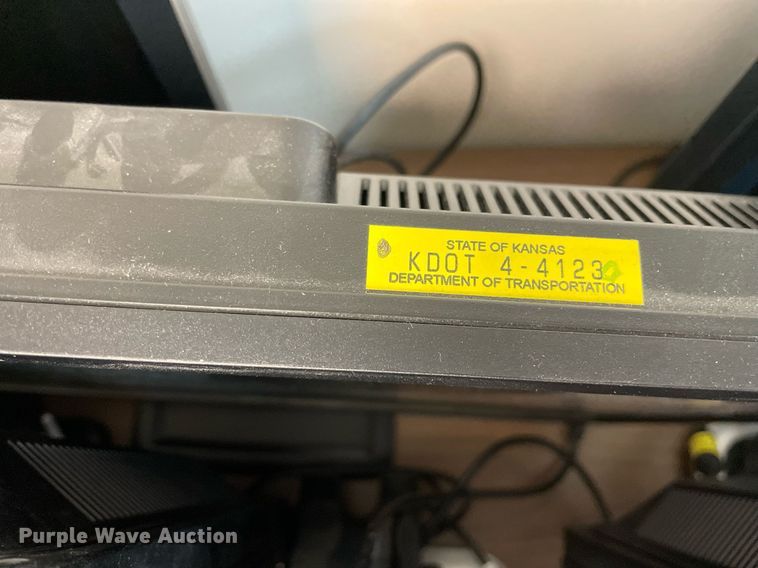 STATE OF KANSAS
KDOT 4-4123
DEPARTMENT OF TRANSPORTATION
Purple Wave Auction